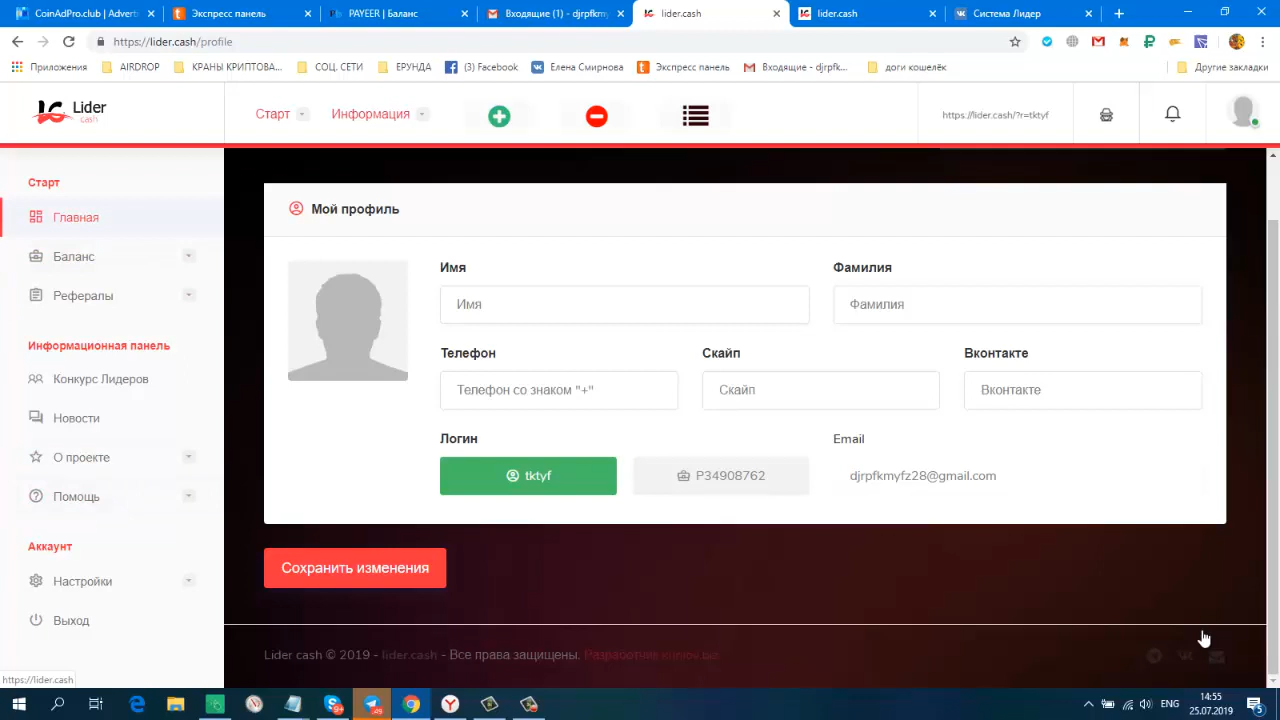 CoinAdPro.club | Advert
Экспресс панель
PAYEER | Баланс
Входящие (1) - djrpfkmy
lider.cash
lider.cash
Система Лидер
https://lider.cash/profile
Приложения
AIRDROP
КРАНЫ КРИПТОВА...
СОЦ. СЕТИ
ЕРУНДА
(3) Facebook
Елена Смирнова
Экспресс панель
Входящие - djrpfk...
доги кошелёк
Другие закладки
Lider
cash
Старт
Информация
https://lider.cash/?r=tktyf
Старт
Главная
Баланс
Рефералы
Информационная панель
Конкурс Лидеров
Новости
О проекте
Помощь
Аккаунт
Настройки
Выход
Мой профиль
Имя
Фамилия
Имя
Фамилия
Телефон
Скайп
Вконтакте
Телефон со знаком "+"
Скайп
Вконтакте
Логин
Email
tktyf
P34908762
djrpfkmyfz28@gmail.com
Сохранить изменения
Lider cash © 2019 - lider.cash - Все права защищены. Разработчик
https://lider.cash
ENG
14:55
25.07.2019